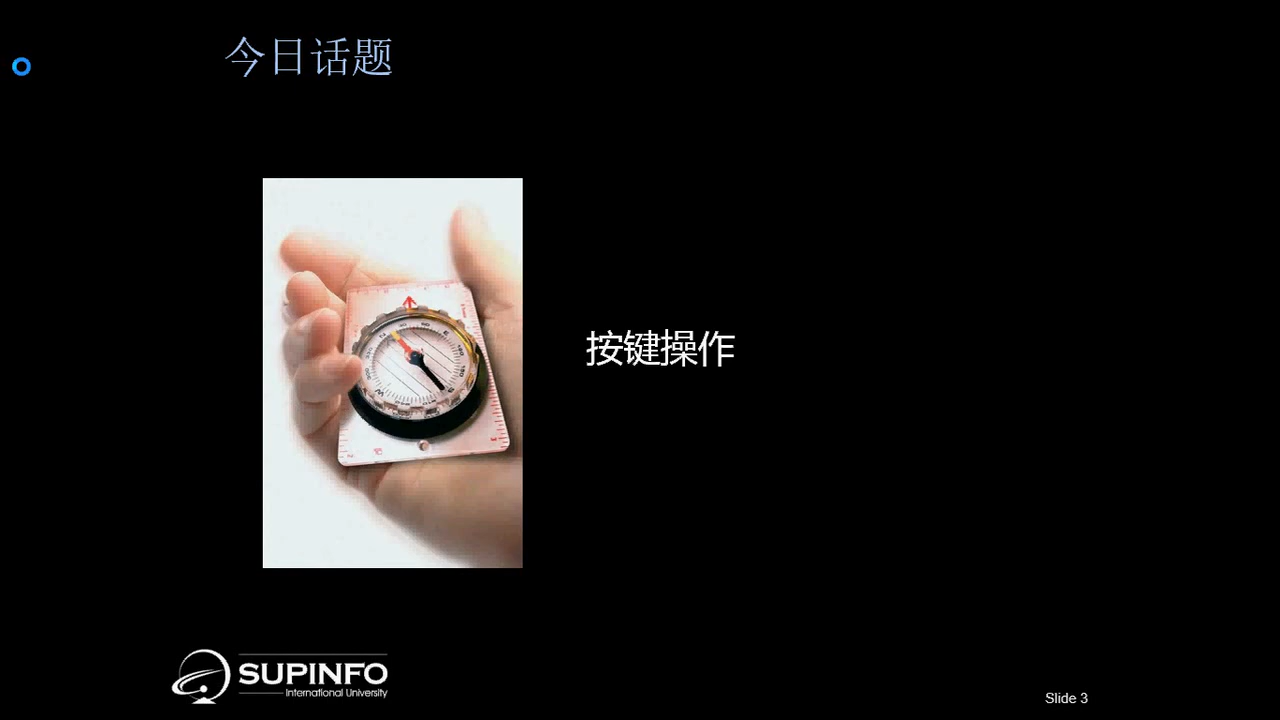 今日话题
按键操作
SUPINFO
International University
Slide 3